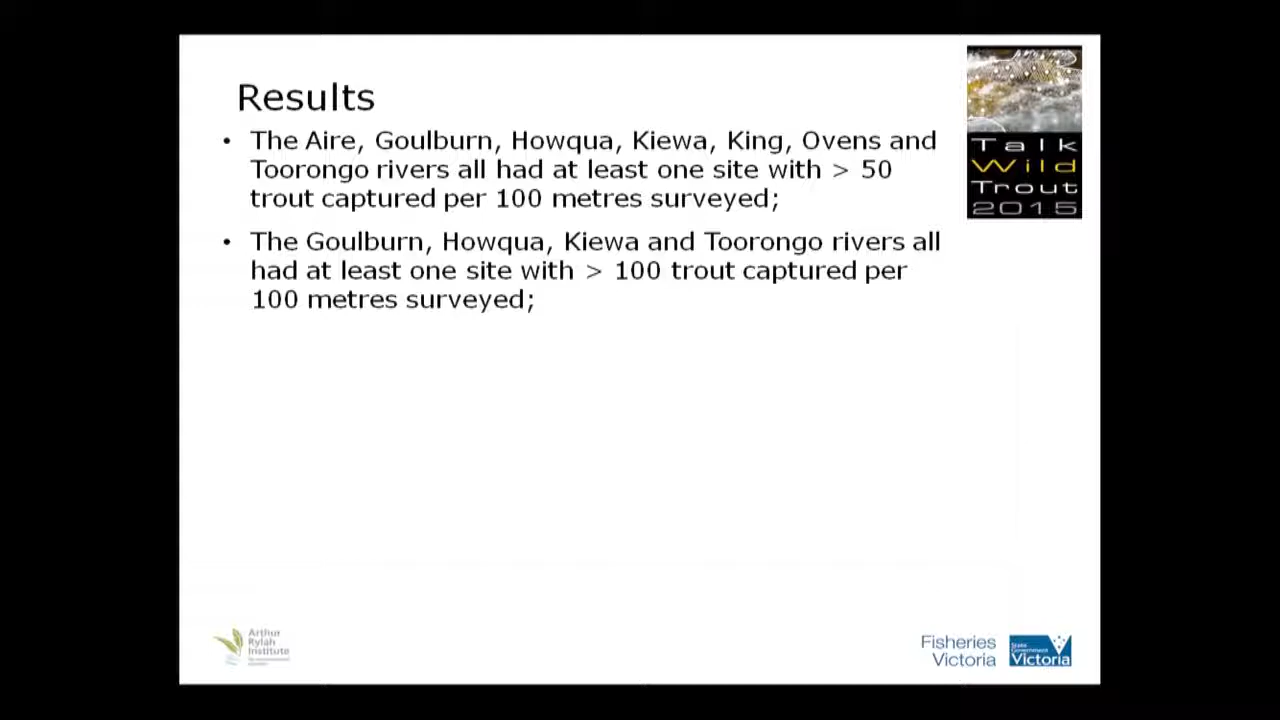 Results
• The Aire, Goulburn, Howqua, Kiewa, King, Ovens and
Toorongo rivers all had at least one site with > 50
trout captured per 100 metres surveyed;
• The Goulburn, Howqua, Kiewa and Toorongo rivers all
had at least one site with > 100 trout captured per
100 metres surveyed;
Talk
Wild
Trout
2015
Arthur
Rylah
Institute
Fisheries
Victoria
State
Government
Victoria